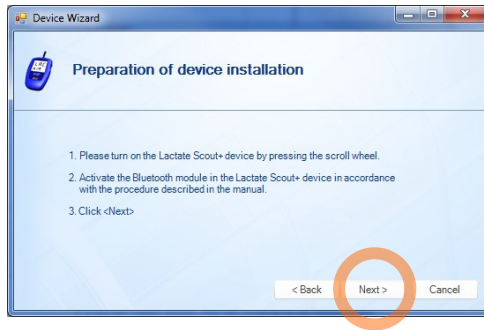 Device Wizard
Preparation of device installation
1. Please turn on the Lactate Scout+ device by pressing the scroll wheel.
2. Activate the Bluetooth module in the Lactate Scout+ device in accordance
with the procedure described in the manual.
3. Click <Next>
< Back Next > Cancel